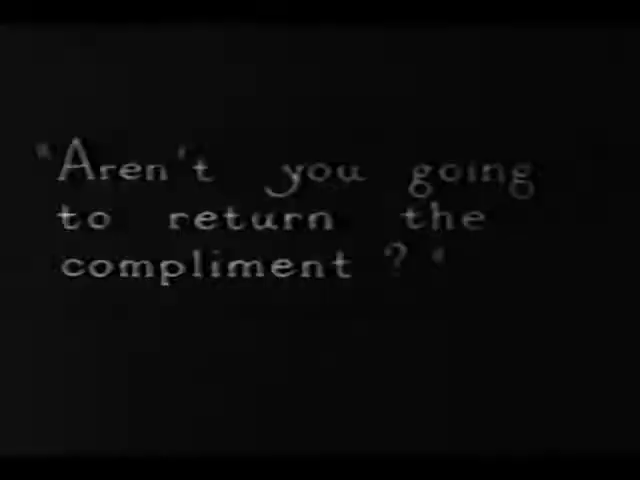 "Aren't you going
to return the
compliment?"